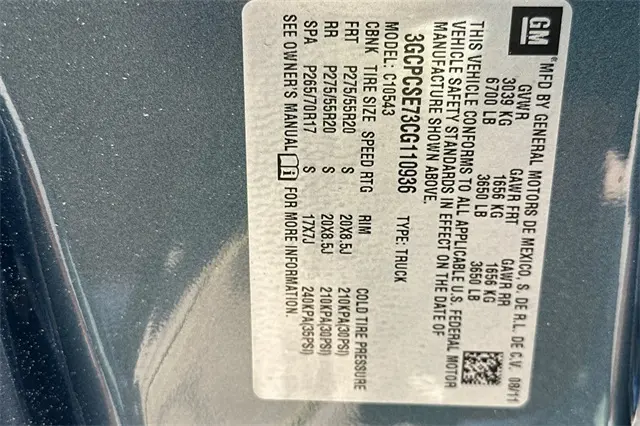 GM
MFD BY GENERAL MOTORS DE MEXICO, S. DE R.L. DE C.V. 08/11
GVWR GAWR FRT GAWR RR
3039 KG 1656 KG 1656 KG
6700 LB 3650 LB 3650 LB
THIS VEHICLE CONFORMS TO ALL APPLICABLE U.S. FEDERAL MOTOR
VEHICLE SAFETY STANDARDS IN EFFECT ON THE DATE OF
MANUFACTURE SHOWN ABOVE.
3GCPCSE73CG110936 TYPE: TRUCK
MODEL: C10543
CBNK TIRE SIZE SPEED RTG RIM COLD TIRE PRESSURE
FRT P275/55R20 S 20X8.5J 210KPA(30PSI)
RR P275/55R20 S 20X8.5J 210KPA(30PSI)
SPA P265/70R17 S 17X7J 240KPA(35PSI)
SEE OWNER'S MANUAL FOR MORE INFORMATION.